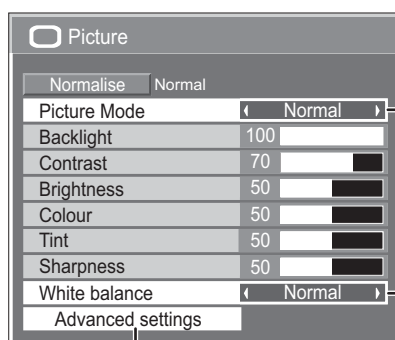 Picture
Normalise Normal
Picture Mode Normal
Backlight 100
Contrast 70
Brightness 50
Colour 50
Tint 50
Sharpness 50
White balance Normal
Advanced settings